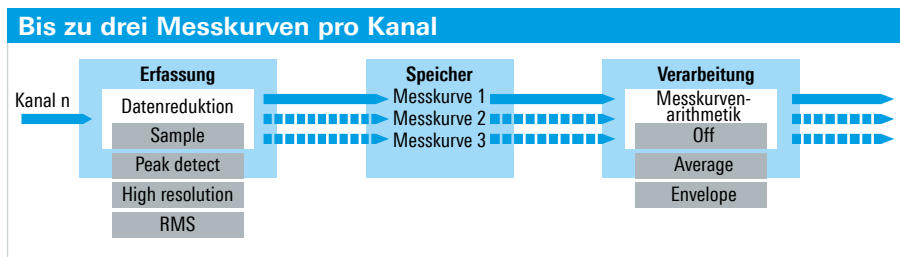 Bis zu drei Messkurven pro Kanal
Erfassung
Speicher
Verarbeitung
Kanal n
Datenreduktion
Sample
Peak detect
High resolution
RMS
Messkurve 1
Messkurve 2
Messkurve 3
Messkurven-
arithmetik
Off
Average
Envelope